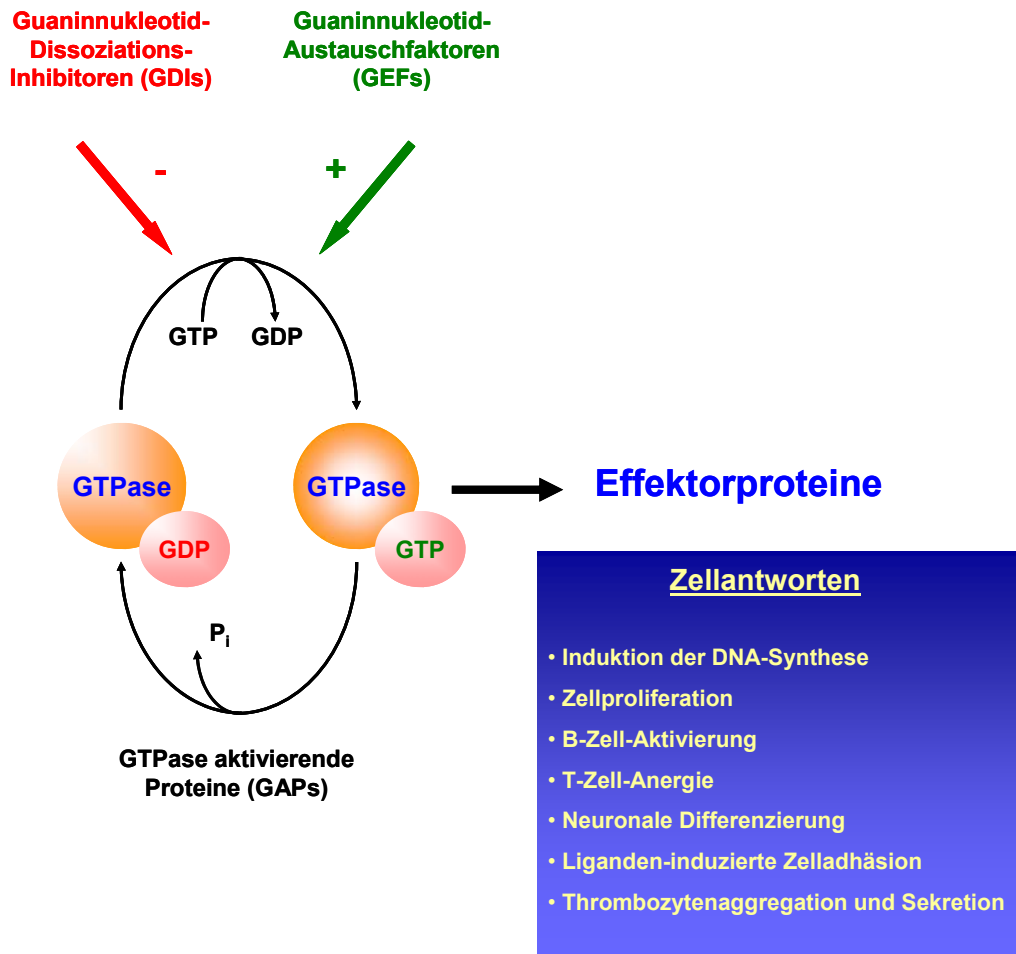 Guaninnukleotid-
Dissoziations-
Inhibitoren (GDIs)
Guaninnukleotid-
Austauschfaktoren
(GEFs)
-
+
GTP
GDP
GTPase
GDP
GTPase
GTP
Effektorproteine
Pi
GTPase aktivierende
Proteine (GAPs)
Zellantworten
• Induktion der DNA-Synthese
• Zellproliferation
• B-Zell-Aktivierung
• T-Zell-Anergie
• Neuronale Differenzierung
• Liganden-induzierte Zelladhäsion
• Thrombozytenaggregation und Sekretion